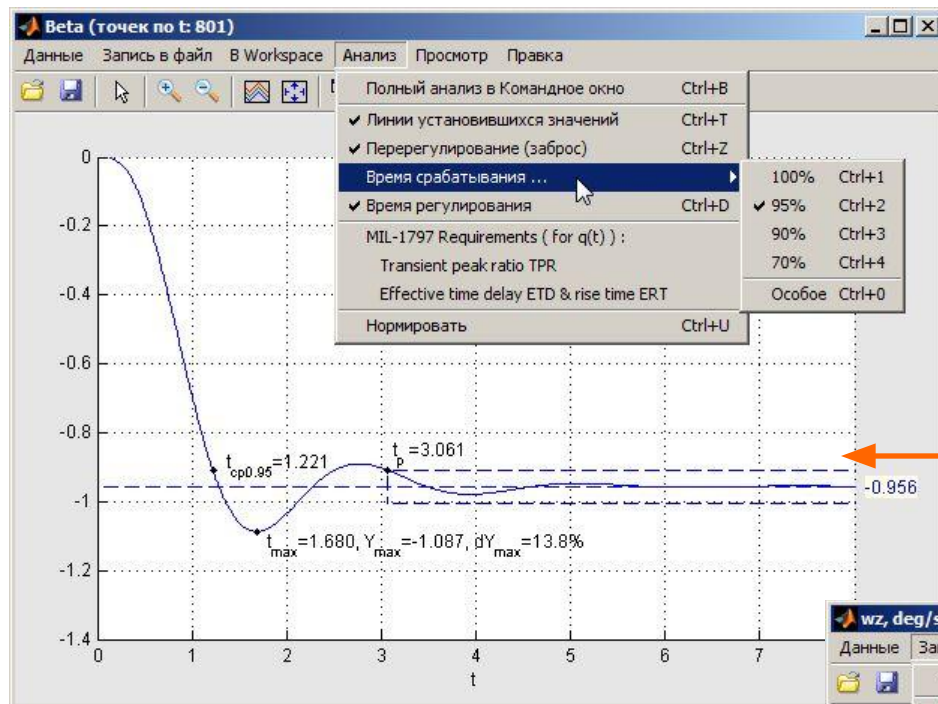 Beta (точек по t: 801)
Данные Запись в файл В Workspace Анализ Просмотр Правка
Полный анализ в Командное окно Ctrl+B
✔ Линии установившихся значений Ctrl+T
✔ Перерегулирование (заброс) Ctrl+Z
Время срабатывания ...
✔ Время регулирования Ctrl+D
MIL-1797 Requirements ( for q(t) ) :
Transient peak ratio TPR
Effective time delay ETD & rise time ERT
Нормировать Ctrl+U
100% Ctrl+1
✔ 95% Ctrl+2
90% Ctrl+3
70% Ctrl+4
Особое Ctrl+0
0
-0.2
-0.4
-0.6
-0.8
-1
-1.2
-1.4
t_cp0.95=1.221
t_p=3.061
-0.956
t_max=1.680, Y_max=-1.087, dY_max=13.8%
0 1 2 3 4 5 6 7
t
wz, deg/s
Данные За